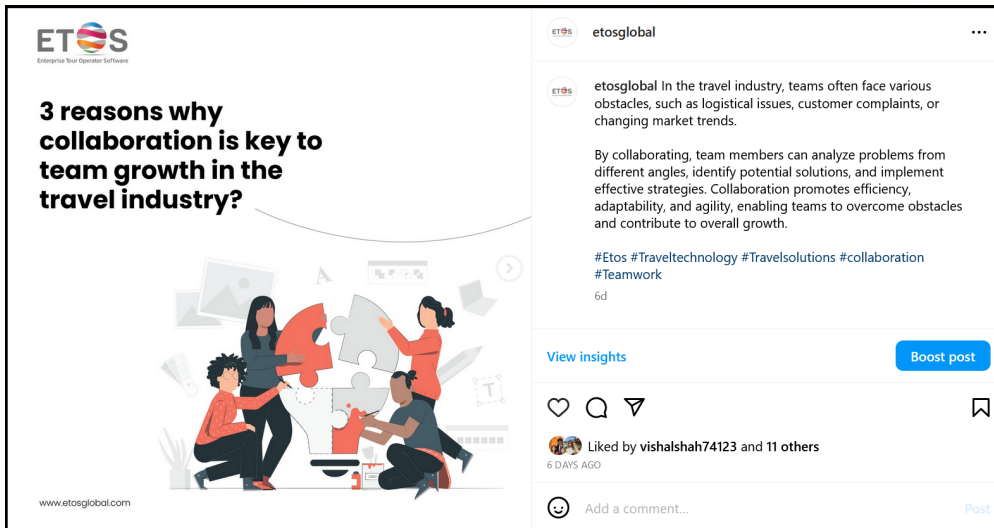 ETOS
Enterprise Tour Operator Software
3 reasons why
collaboration is key to
team growth in the
travel industry?
A
T
www.etosglobal.com
ETOS
etosglobal
ETOS
etosglobal In the travel industry, teams often face various
obstacles, such as logistical issues, customer complaints, or
changing market trends.
By collaborating, team members can analyze problems from
different angles, identify potential solutions, and implement
effective strategies. Collaboration promotes efficiency,
adaptability, and agility, enabling teams to overcome obstacles
and contribute to overall growth.
#Etos #Traveltechnology #Travelsolutions #collaboration
#Teamwork
6d
View insights
Boost post
Liked by vishalshah74123 and 11 others
6 DAYS AGO
Add a comment...
Post